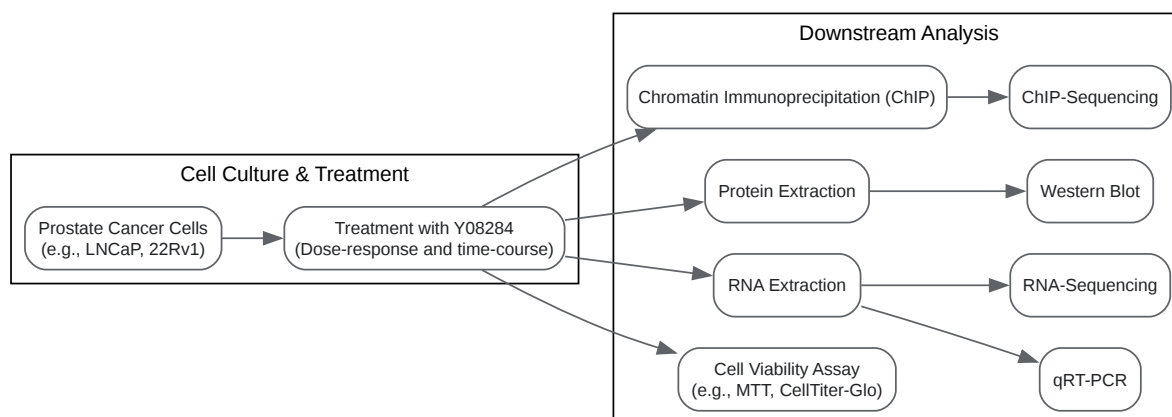 Downstream Analysis
Chromatin Immunoprecipitation (ChIP)
ChIP-Sequencing
Cell Culture & Treatment
Protein Extraction
Western Blot
Prostate Cancer Cells
(e.g., LNCaP, 22Rv1)
Treatment with Y08284
(Dose-response and time-course)
RNA Extraction
RNA-Sequencing
Cell Viability Assay
(e.g., MTT, CellTiter-Glo)
qRT-PCR